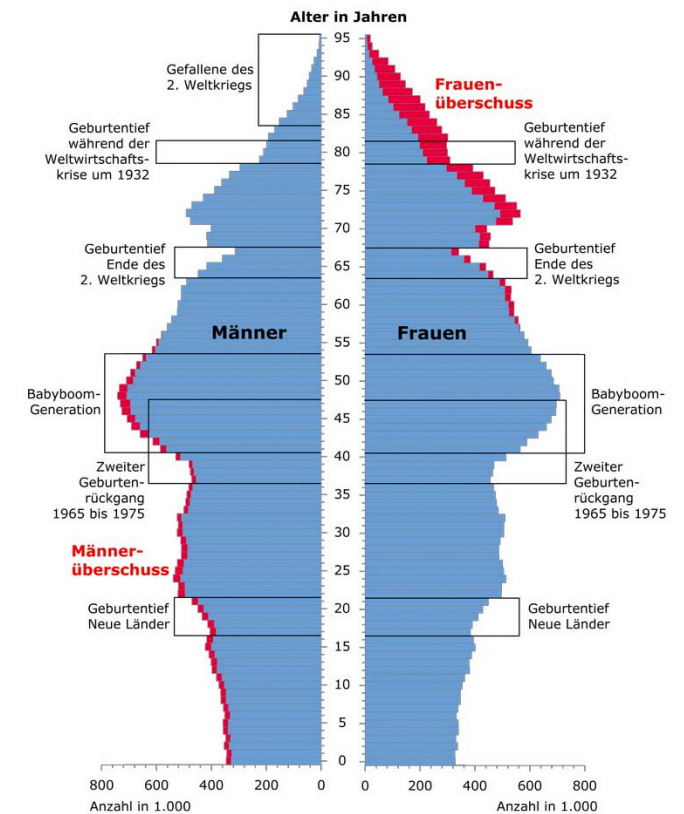 Alter in Jahren
95
90
85
80
75
70
65
60
55
50
45
40
35
30
25
20
15
10
5
0
Gefallene des
2. Weltkriegs
Geburtentief
während der
Weltwirtschafts-
krise um 1932
Geburtentief
Ende des
2. Weltkriegs
Männer
Babyboom-
Generation
Zweiter
Geburten-
rückgang
1965 bis 1975
Männer-
überschuss
Geburtentief
Neue Länder
Frauen-
überschuss
Geburtentief
während der
Weltwirtschafts-
krise um 1932
Geburtentief
Ende des
2. Weltkriegs
Frauen
Babyboom-
Generation
Zweiter
Geburten-
rückgang
1965 bis 1975
Geburtentief
Neue Länder
800 600 400 200 0
0 200 400 600 800
Anzahl in 1.000
Anzahl in 1.000